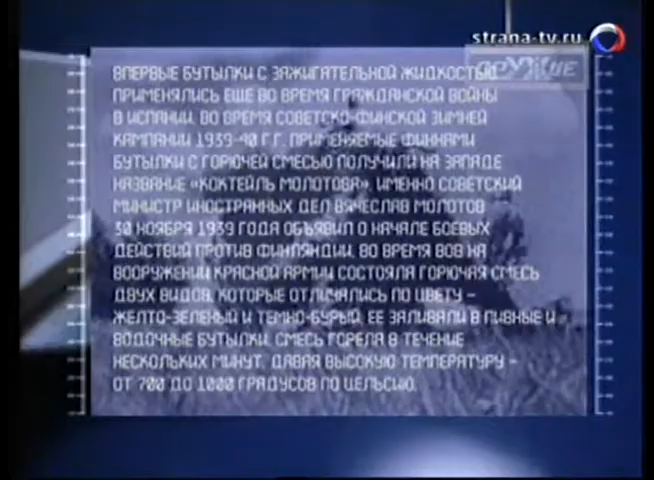 strana-tv.ru
ОРУЖИЕ
ВПЕРВЫЕ БУТЫЛКИ С ЗАЖИГАТЕЛЬНОЙ ЖИДКОСТЬЮ
ПРИМЕНЯЛИСЬ ЕЩЕ ВО ВРЕМЯ ГРАЖДАНСКОЙ ВОЙНЫ
В ИСПАНИИ. ВО ВРЕМЯ СОВЕТСКО-ФИНСКОЙ ЗИМНЕЙ
КАМПАНИИ 1939-40 Г.Г. ПРИМЕНЯЕМЫЕ ФИННАМИ
БУТЫЛКИ С ГОРЮЧЕЙ СМЕСЬЮ ПОЛУЧИЛИ НА ЗАПАДЕ
НАЗВАНИЕ «КОКТЕЙЛЬ МОЛОТОВА». ИМЕННО СОВЕТСКИЙ
МИНИСТР ИНОСТРАННЫХ ДЕЛ ВЯЧЕСЛАВ МОЛОТОВ
30 НОЯБРЯ 1939 ГОДА ОБЪЯВИЛ О НАЧАЛЕ БОЕВЫХ
ДЕЙСТВИЙ ПРОТИВ ФИНЛЯНДИИ. ВО ВРЕМЯ ВОВ НА
ВООРУЖЕНИИ КРАСНОЙ АРМИИ СОСТОЯЛА ГОРЮЧАЯ СМЕСЬ
ДВУХ ВИДОВ, КОТОРЫЕ ОТЛИЧАЛИСЬ ПО ЦВЕТУ –
ЖЕЛТО-ЗЕЛЕНЫЙ И ТЕМНО-БУРЫЙ. ЕЕ ЗАЛИВАЛИ В ПИВНЫЕ И
ВОДОЧНЫЕ БУТЫЛКИ. СМЕСЬ ГОРЕЛА В ТЕЧЕНИЕ
НЕСКОЛЬКИХ МИНУТ, ДАВАЯ ВЫСОКУЮ ТЕМПЕРАТУРУ –
ОТ 700 ДО 1000 ГРАДУСОВ ПО ЦЕЛЬСИЮ.